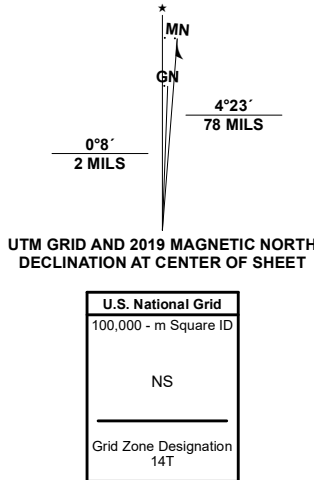 MN
GN
4°23´
78 MILS
0°8´
2 MILS
UTM GRID AND 2019 MAGNETIC NORTH
DECLINATION AT CENTER OF SHEET
U.S. National Grid
100,000 - m Square ID
NS
Grid Zone Designation
14T